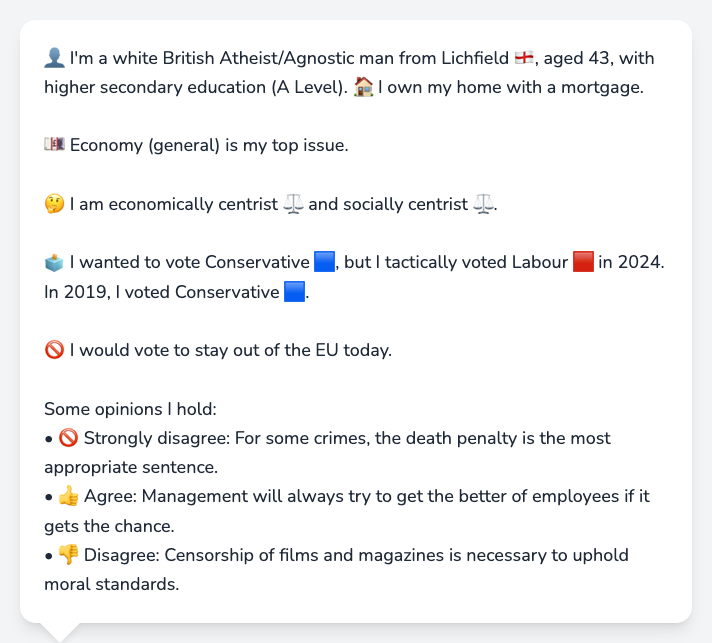 👤 I'm a white British Atheist/Agnostic man from Lichfield 🏴󠁧󠁢󠁥󠁮󠁧󠁿, aged 43, with
higher secondary education (A Level). 🏠 I own my home with a mortgage.
💷 Economy (general) is my top issue.
🤔 I am economically centrist ⚖️ and socially centrist ⚖️.
🗳️ I wanted to vote Conservative 🟦, but I tactically voted Labour 🟥 in 2024.
In 2019, I voted Conservative 🟦.
🚫 I would vote to stay out of the EU today.
Some opinions I hold:
• 🚫 Strongly disagree: For some crimes, the death penalty is the most
appropriate sentence.
• 👍 Agree: Management will always try to get the better of employees if it
gets the chance.
• 👎 Disagree: Censorship of films and magazines is necessary to uphold
moral standards.